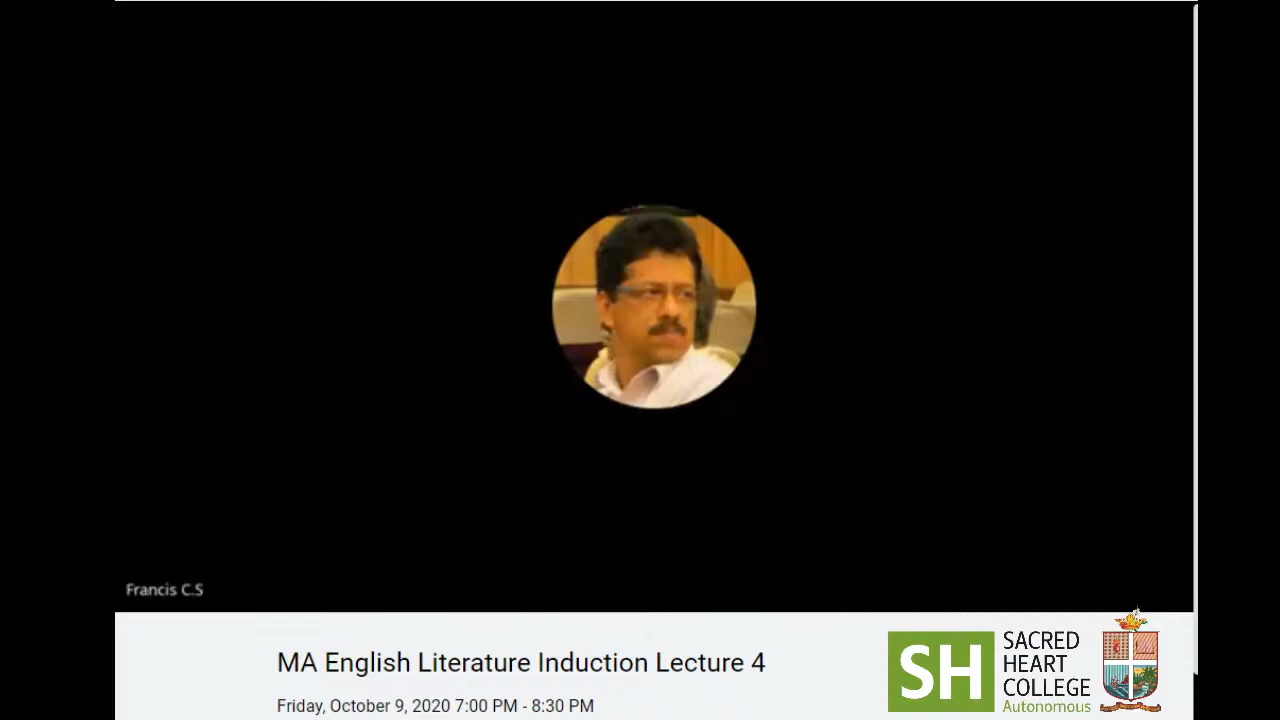 Francis C.S
MA English Literature Induction Lecture 4
Friday, October 9, 2020 7:00 PM - 8:30 PM
SH
SACRED
HEART
COLLEGE
Autonomous